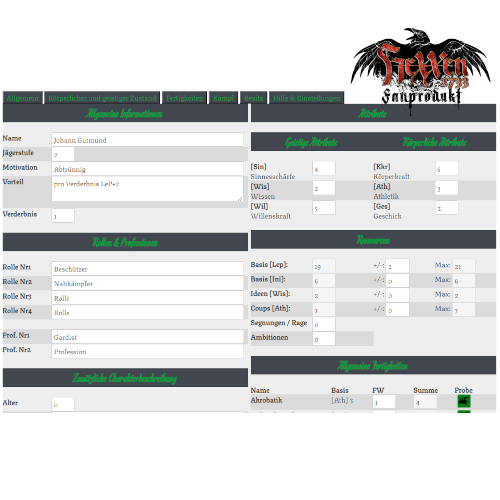 HeXXen
1733
Fanprodukt
Allgemein
Körperlicher und geistiger Zustand
Fertigkeiten
Kampf
Besitz
Hilfe & Einstellungen
Allgemeine Informationen
Name Johann Gutmund
Jägerstufe 2
Motivation Abtrünnig
Vorteil pro Verderbnis LeP+2
Verderbnis 1
Rollen & Professionen
Rolle Nr1 Beschützer
Rolle Nr2 Nahkämpfer
Rolle Nr3 Rolle
Rolle Nr4 Rolle
Prof. Nr1 Gardist
Prof. Nr2 Profession
Zusätzliche Charakterbeschreibung
Alter 0
Attribute
Geistige Attribute Körperliche Attribute
[Sin] 4 [Kkr] 5
Sinnesschärfe Körperkraft
[Wis] 2 [Ath] 3
Wissen Athletik
[Wil] 5 [Ges] 2
Willenskraft Geschick
Ressourcen
Basis [Lep]: 19 +/-: 2 Max: 21
Basis [Ini]: 6 +/-: 0 Max: 6
Ideen [Wis]: 2 +/-: 0 Max: 2
Coups [Ath]: 3 +/-: 0 Max: 3
Segnungen / Rage 0
Ambitionen 0
Allgemeine Fertigkeiten
Name Basis FW Summe Probe
Akrobatik [Ath] 3 1 4